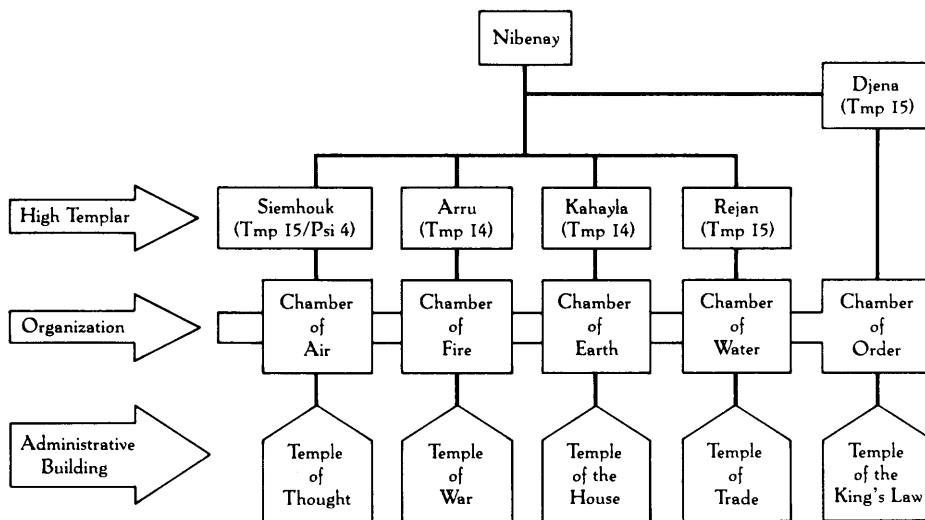 Nibenay
Djena
(Tmp 15)
High Templar
Siemhouk
(Tmp 15/Psi 4)
Arru
(Tmp 14)
Kahayla
(Tmp 14)
Rejan
(Tmp 15)
Organization
Chamber
of
Air
Chamber
of
Fire
Chamber
of
Earth
Chamber
of
Water
Chamber
of
Order
Administrative
Building
Temple
of
Thought
Temple
of
War
Temple
of the
House
Temple
of
Trade
Temple
of the
King's Law